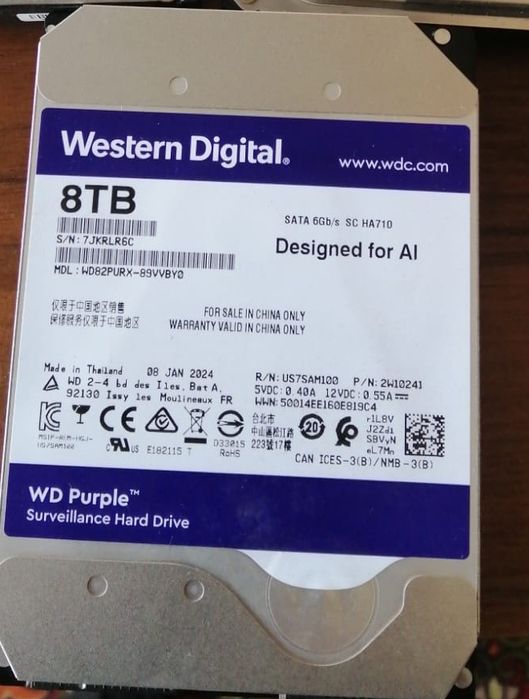 Western Digital®
www.wdc.com
8TB
S/N: 7JKRLR6C
MDL: WD82PURX-89VVBY0
SATA 6Gb/s SC HA710
Designed for AI
仅限于中国地区销售
保修服务仅限于中国地区
FOR SALE IN CHINA ONLY
WARRANTY VALID IN CHINA ONLY
Made in Thailand 08 JAN 2024
WD 2-4 bd des Iles, Bat A,
92130 Issy les Moulineaux FR
R/N: US7SAM100 P/N: 2W10241
5VDC: 0.40A 12VDC: 0.55A
WWN: 50014EE160E819C4
E182115 T
D33015
RoHS
台北市
中山區松江路
223號17樓
20
r1L8V
J2Zdi
SBVyN
eL7Mn
CAN ICES-3(B)/NMB-3(B)
WD Purple™
Surveillance Hard Drive